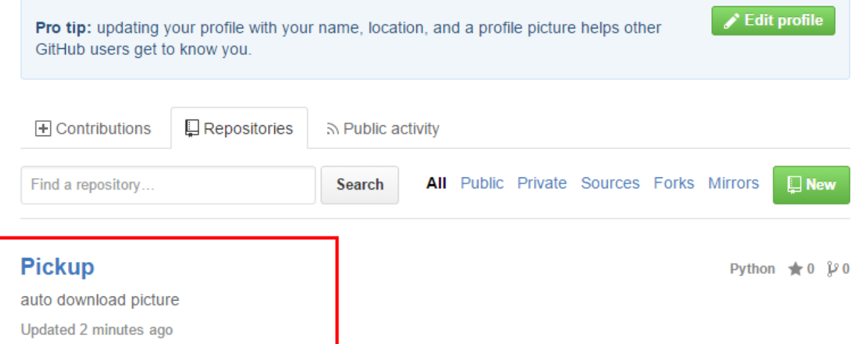 Pro tip: updating your profile with your name, location, and a profile picture helps other
GitHub users get to know you.
Edit profile
Contributions Repositories Public activity
Find a repository... Search All Public Private Sources Forks Mirrors New
Pickup
Python 0 0
auto download picture
Updated 2 minutes ago